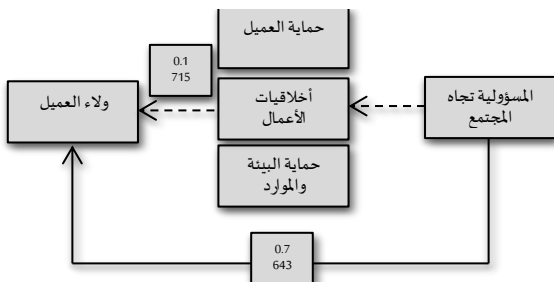 حماية العميل
0.1
715
المسؤولية تجاه
المجتمع
أخلاقيات
الأعمال
ولاء العميل
حماية البيئة
والموارد
0.7
643